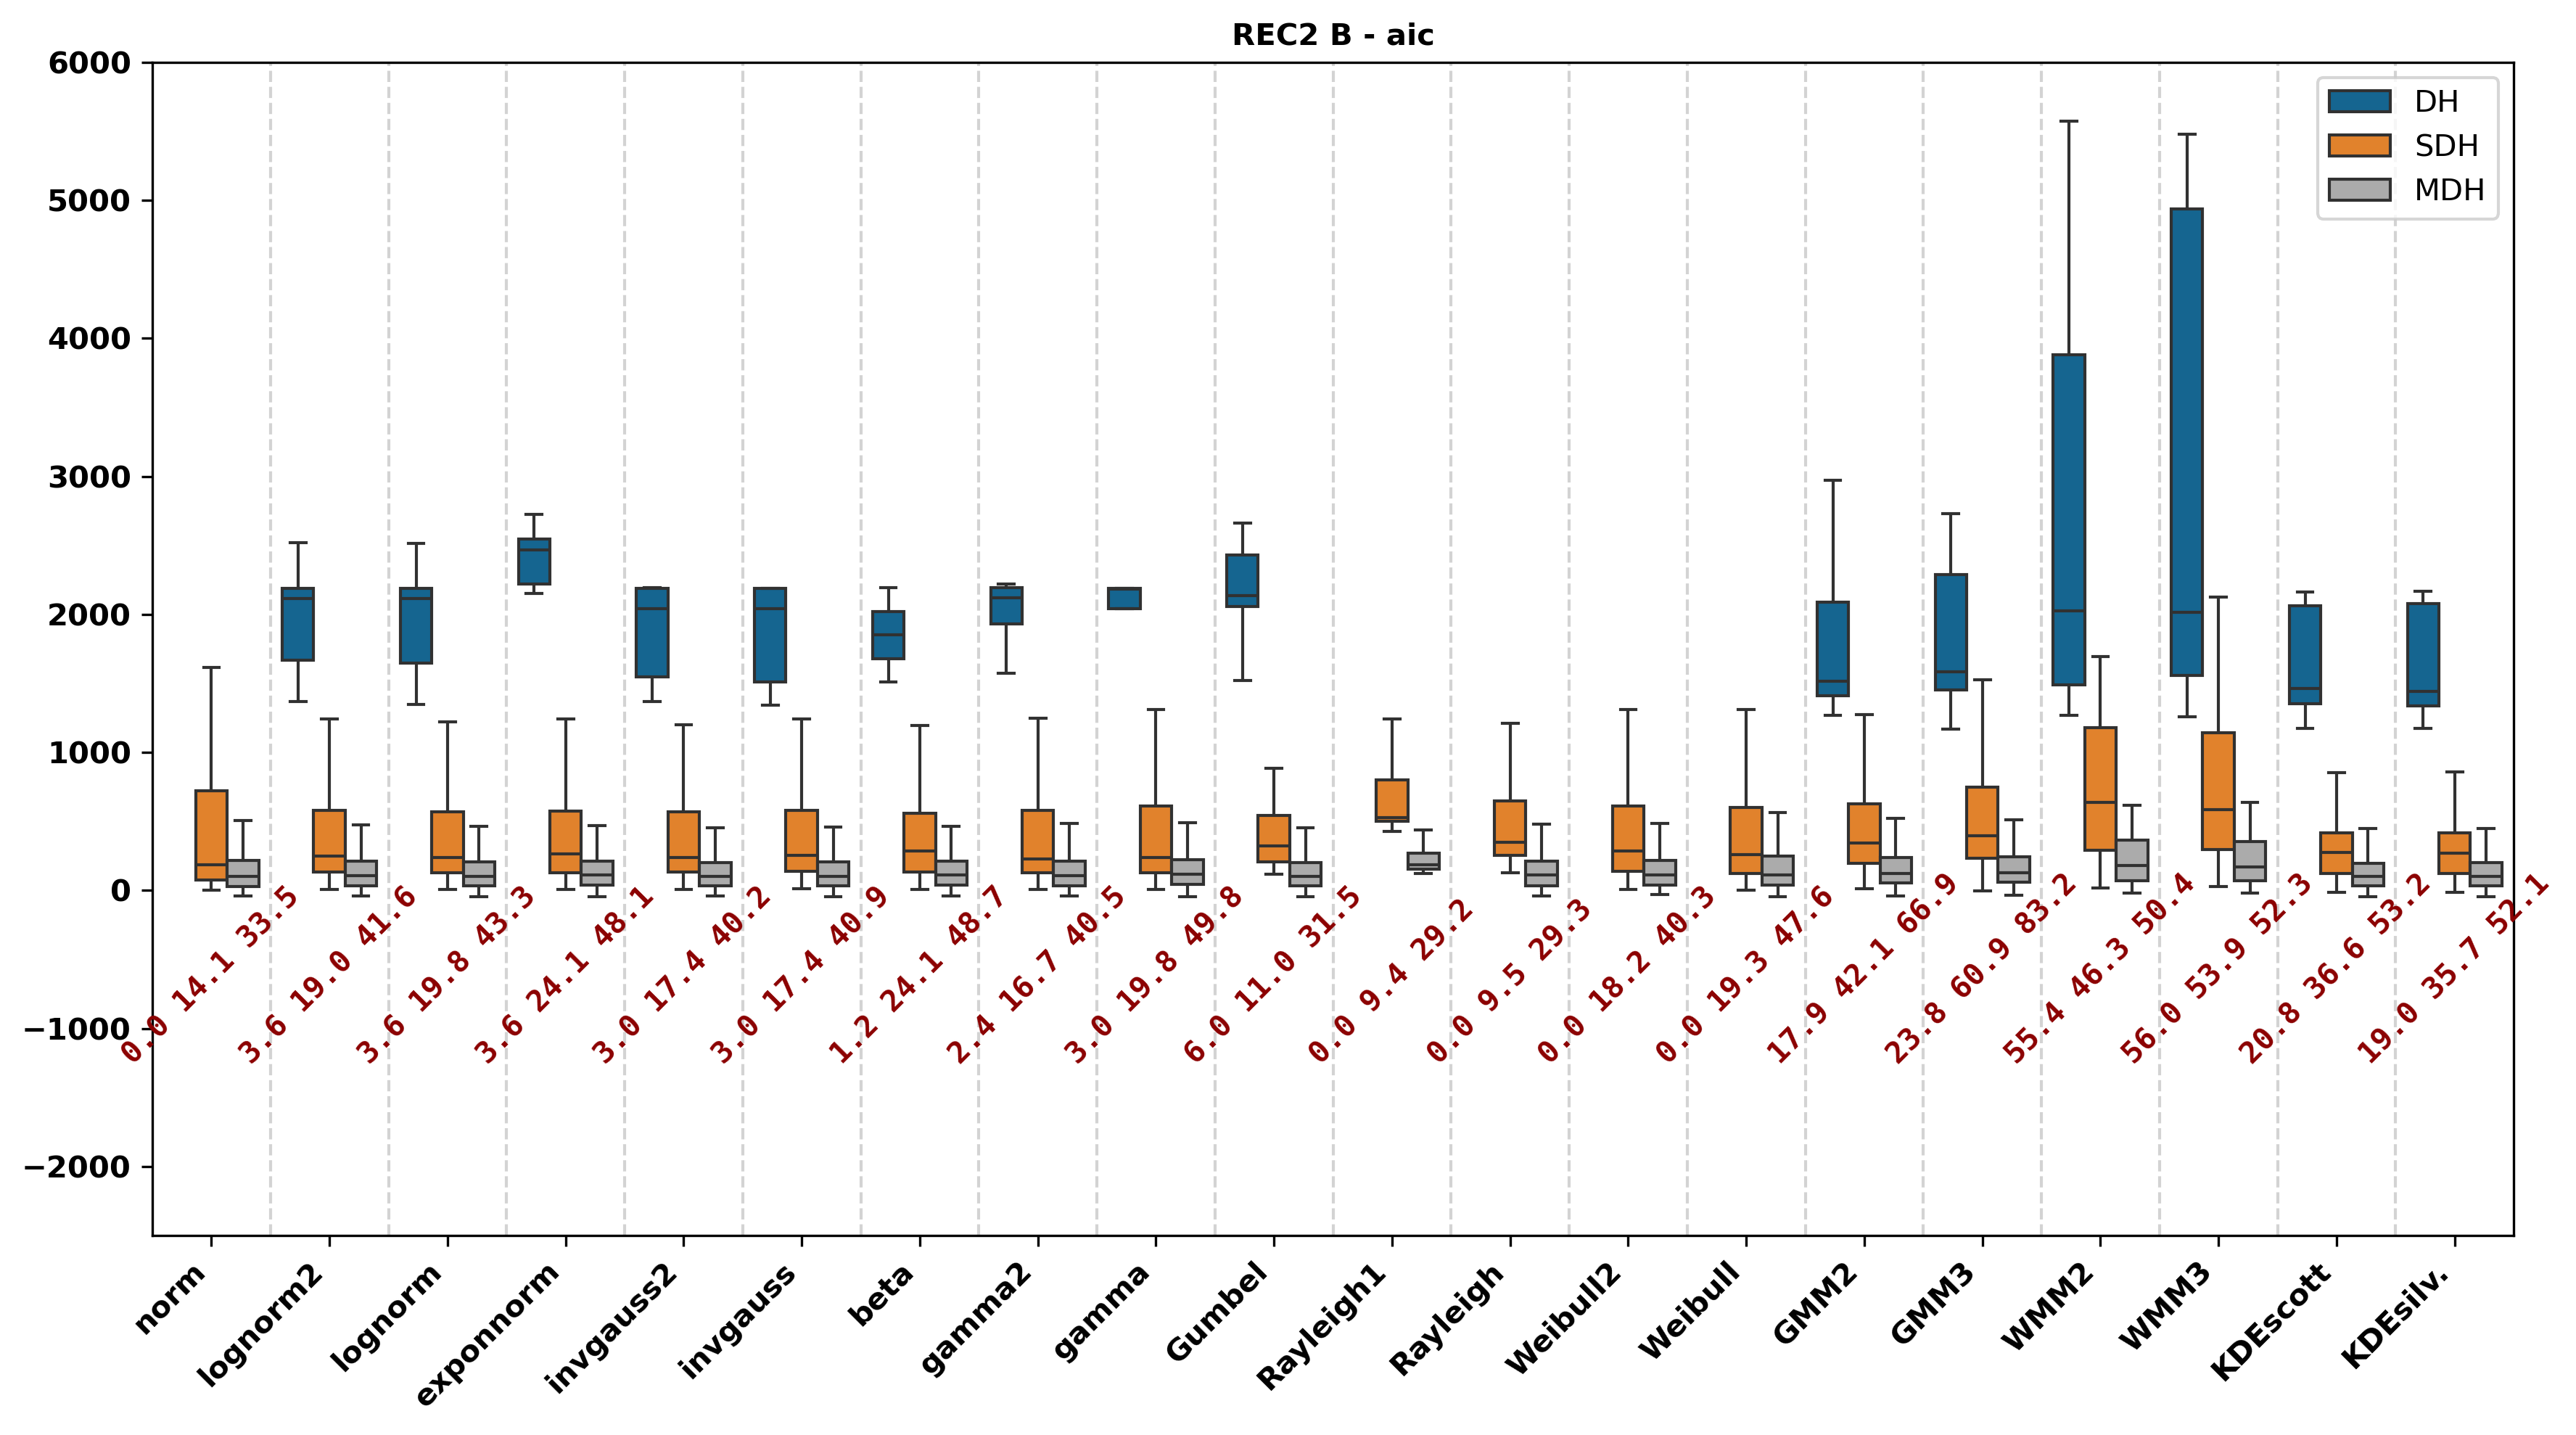 REC2 B - aic
6000
5000
4000
3000
2000
1000
0
−1000
−2000
DH
SDH
MDH
0.0 14.1 33.5
3.6 19.0 41.6
3.6 19.8 43.3
3.6 24.1 48.1
3.0 17.4 40.2
3.0 17.4 40.9
1.2 24.1 48.7
2.4 16.7 40.5
3.0 19.8 49.8
6.0 11.0 31.5
0.0 9.4 29.2
0.0 9.5 29.3
0.0 18.2 40.3
0.0 19.3 47.6
17.9 42.1 66.9
23.8 60.9 83.2
55.4 46.3 50.4
56.0 53.9 52.3
20.8 36.6 53.2
19.0 35.7 52.1
norm
lognorm2
lognorm
exponnorm
invgauss2
invgauss
beta
gamma2
gamma
Gumbel
Rayleigh1
Rayleigh
Weibull2
Weibull
GMM2
GMM3
WMM2
WMM3
KDEscott
KDEsilv.